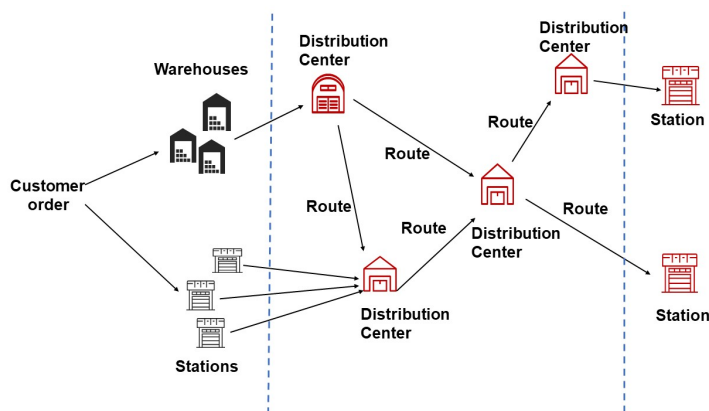 Distribution
Center
Distribution
Center
Warehouses
Route
Station
Route
Customer
order
Route
Route
Route
Distribution
Center
Distribution
Center
Station
Stations